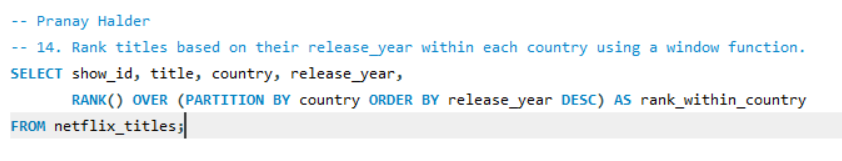 -- Pranay Halder
-- 14. Rank titles based on their release_year within each country using a window function.
SELECT show_id, title, country, release_year,
RANK() OVER (PARTITION BY country ORDER BY release_year DESC) AS rank_within_country
FROM netflix_titles;